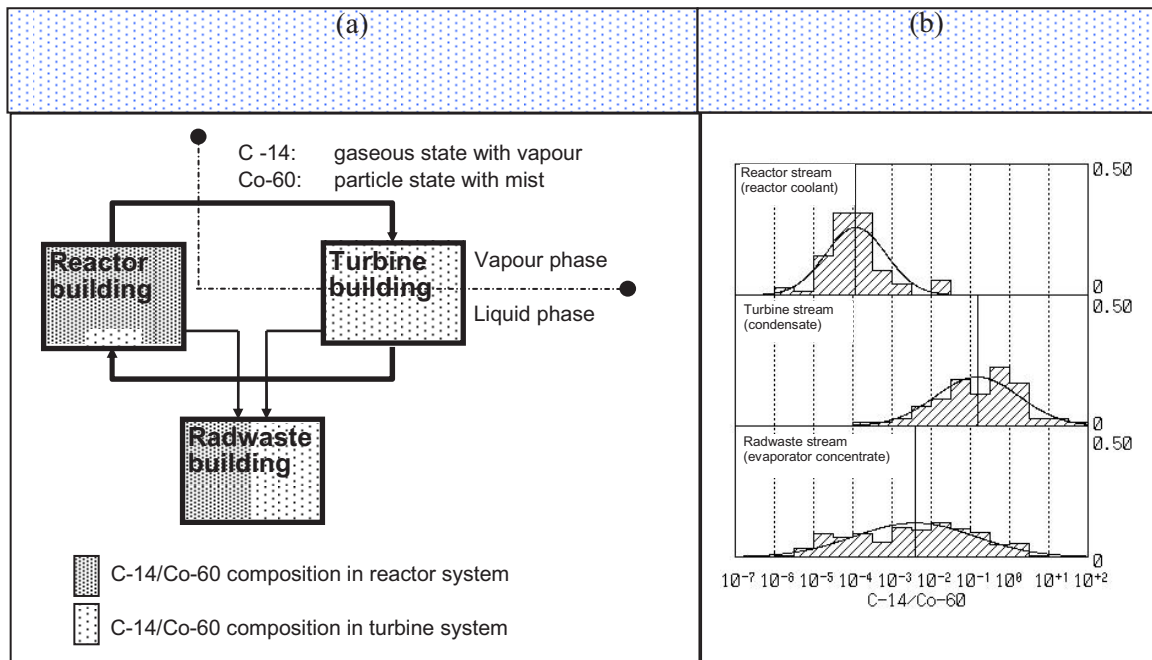 (a)
(b)
C -14: gaseous state with vapour
Co-60: particle state with mist
Reactor
building
Turbine
building
Vapour phase
Liquid phase
Radwaste
building
C-14/Co-60 composition in reactor system
C-14/Co-60 composition in turbine system
Reactor stream
(reactor coolant)
0.50
0
Turbine stream
(condensate)
0.50
0
Radwaste stream
(evaporator concentrate)
0.50
0
10⁻⁷ 10⁻⁶ 10⁻⁵ 10⁻⁴ 10⁻³ 10⁻² 10⁻¹ 10⁰ 10⁺¹ 10⁺²
C-14/Co-60